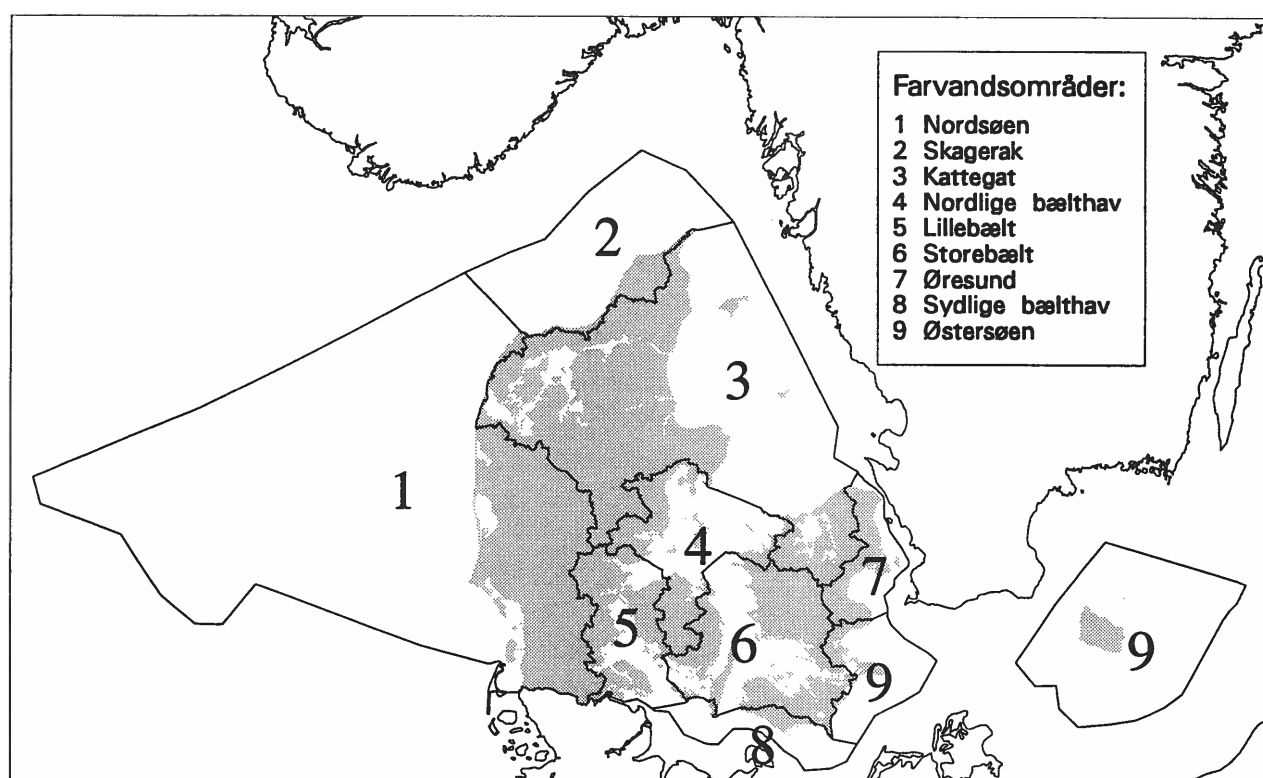 Farvandsområder:
1 Nordsøen
2 Skagerak
3 Kattegat
4 Nordlige bælthav
5 Lillebælt
6 Storebælt
7 Øresund
8 Sydlige bælthav
9 Østersøen
2
3
1
4
7
5
6
9
9
8